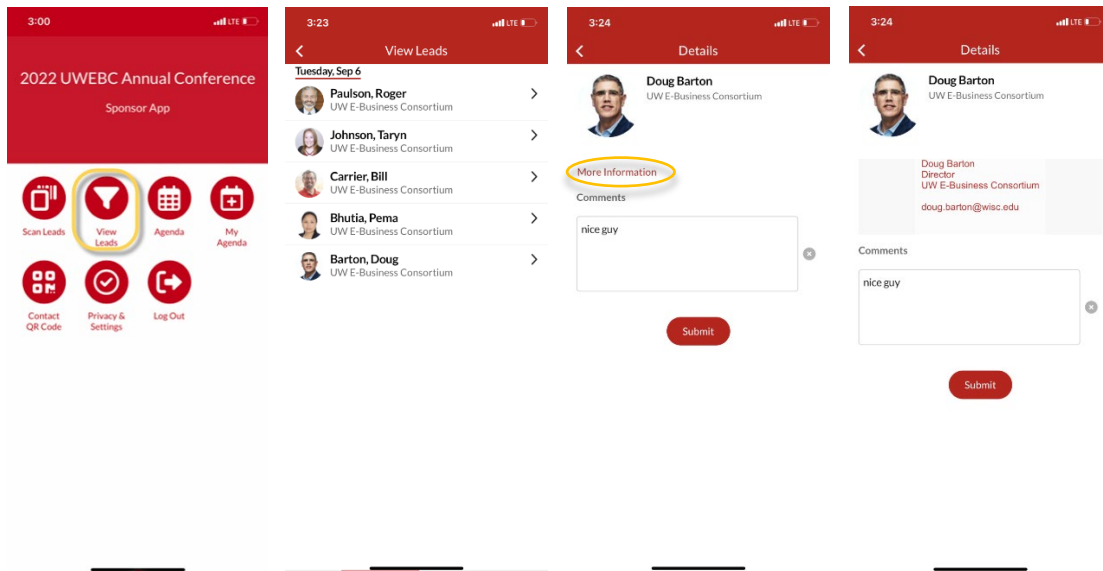 3:00
LTE
2022 UWEBC Annual Conference
Sponsor App
Scan Leads
View
Leads
Agenda
My
Agenda
Contact
QR Code
Privacy &
Settings
Log Out
3:23
LTE
View Leads
Tuesday, Sep 6
Paulson, Roger
UW E-Business Consortium
Johnson, Taryn
UW E-Business Consortium
Carrier, Bill
UW E-Business Consortium
Bhutia, Pema
UW E-Business Consortium
Barton, Doug
UW E-Business Consortium
3:24
LTE
Details
Doug Barton
UW E-Business Consortium
More Information
Comments
nice guy
Submit
3:24
LTE
Details
Doug Barton
UW E-Business Consortium
Doug Barton
Director
UW E-Business Consortium
doug.barton@wisc.edu
Comments
nice guy
Submit